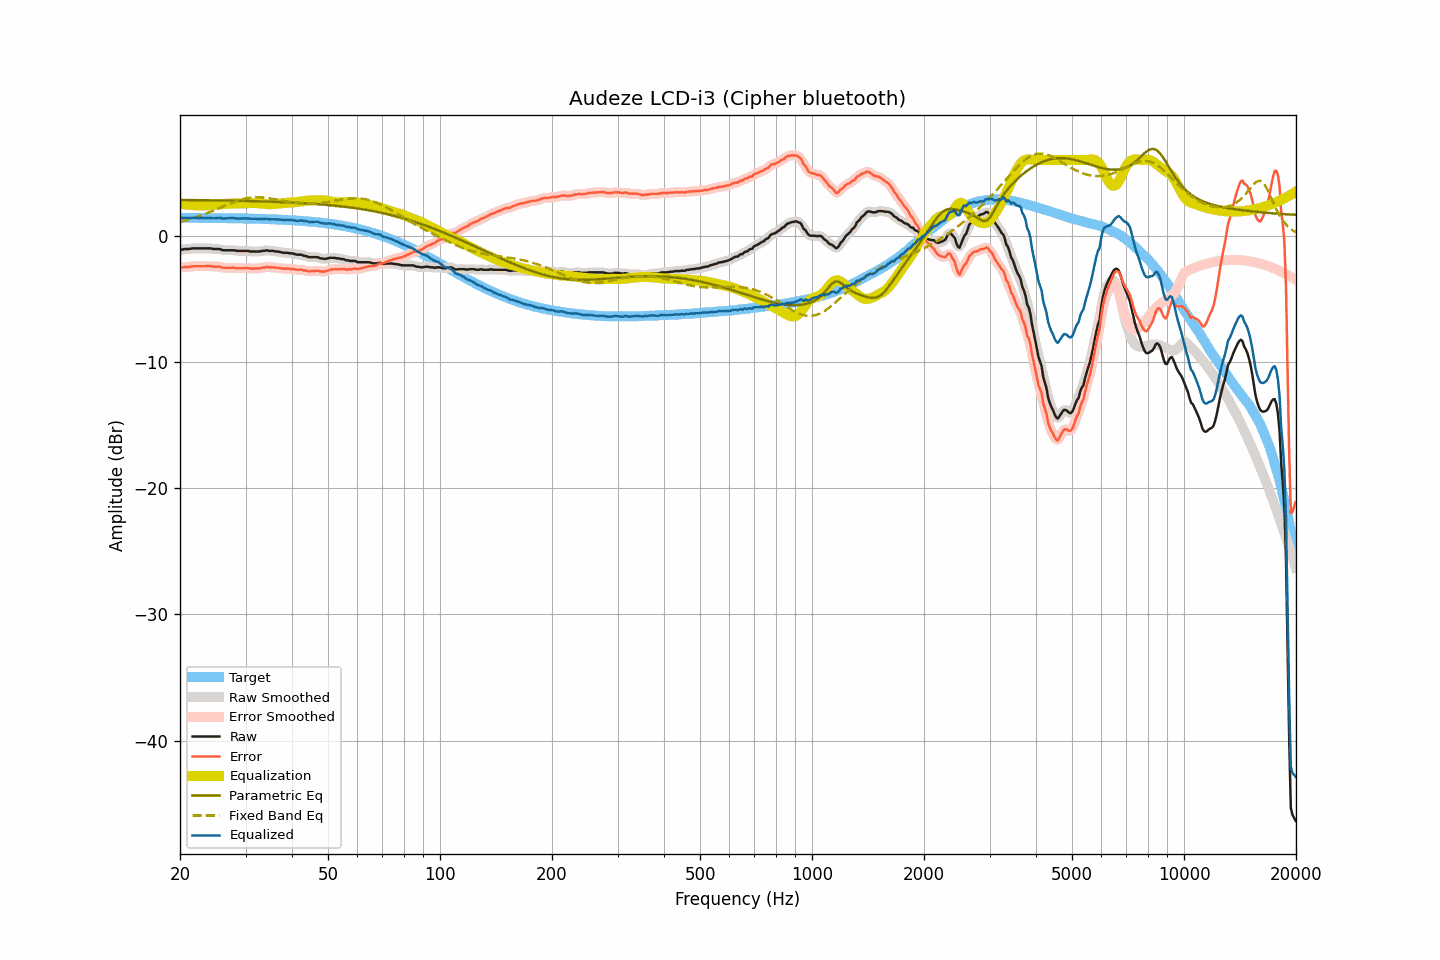 Audeze LCD-i3 (Cipher bluetooth)
Amplitude (dBr)
0
−10
−20
−30
−40
Target
Raw Smoothed
Error Smoothed
Raw
Error
Equalization
Parametric Eq
Fixed Band Eq
Equalized
20 50 100 200 500 1000 2000 5000 10000 20000
Frequency (Hz)